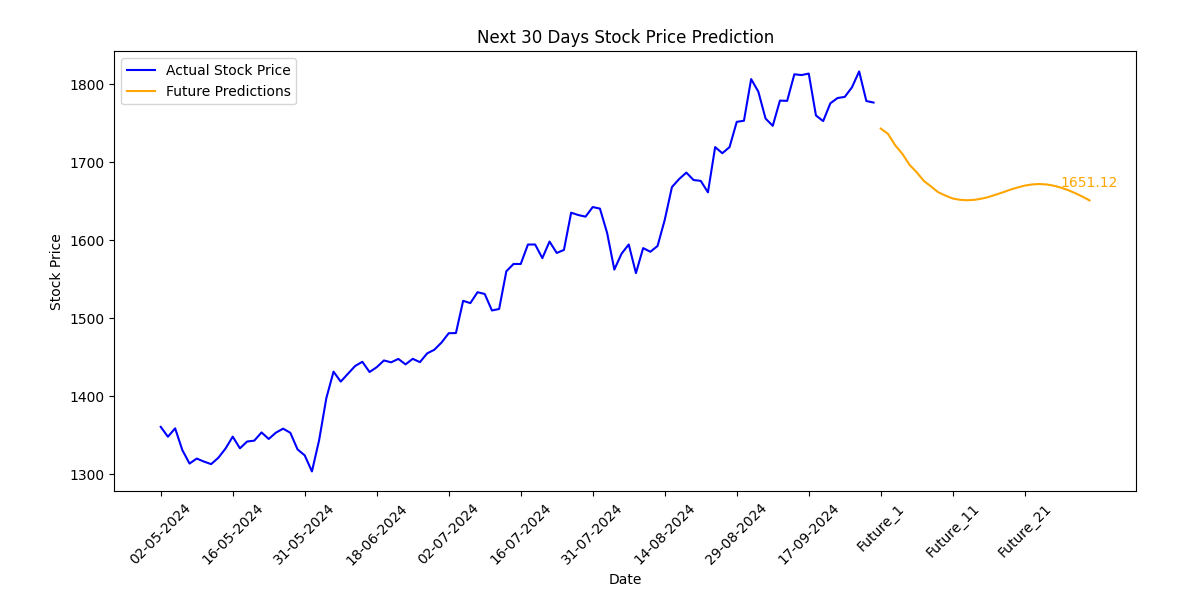 Next 30 Days Stock Price Prediction
Actual Stock Price
Future Predictions
1800
1700
1600
1500
1400
1300
Stock Price
1651.12
02-05-2024
16-05-2024
31-05-2024
18-06-2024
02-07-2024
16-07-2024
31-07-2024
14-08-2024
29-08-2024
17-09-2024
Future_1
Future_11
Future_21
Date